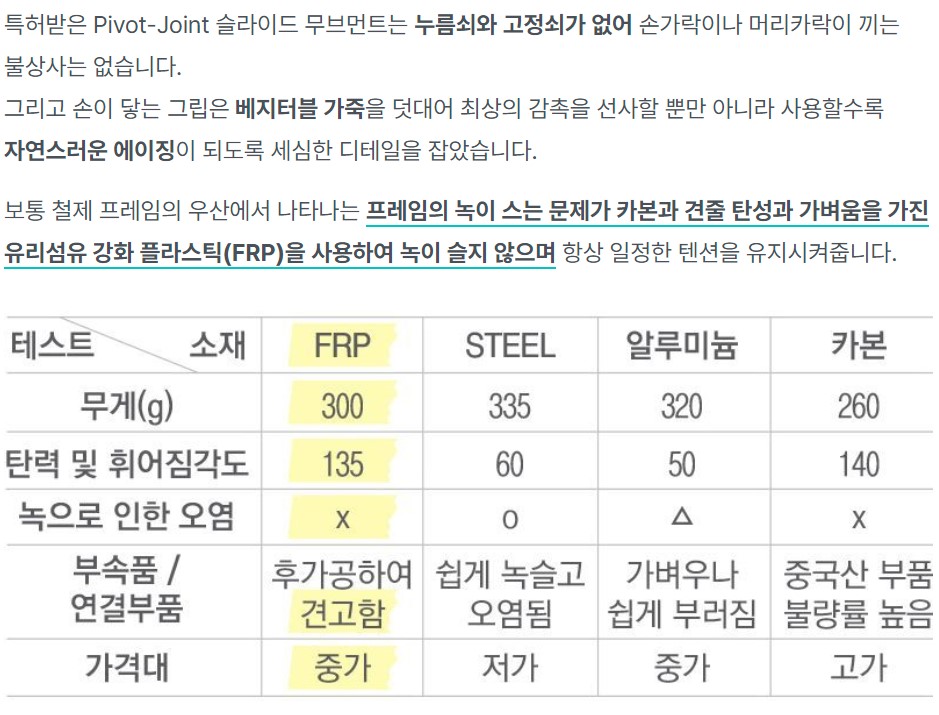 특허받은 Pivot-Joint 슬라이드 무브먼트는 누름쇠와 고정쇠가 없어 손가락이나 머리카락이 끼는
불상사는 없습니다.
그리고 손이 닿는 그립은 베지터블 가죽을 덧대어 최상의 감촉을 선사할 뿐만 아니라 사용할수록
자연스러운 에이징이 되도록 세심한 디테일을 잡았습니다.
보통 철제 프레임의 우산에서 나타나는 프레임의 녹이 스는 문제가 카본과 견줄 탄성과 가벼움을 가진
유리섬유 강화 플라스틱(FRP)을 사용하여 녹이 슬지 않으며 항상 일정한 텐션을 유지시켜줍니다.
테스트 소재 FRP STEEL 알루미늄 카본
무게(g) 300 335 320 260
탄력 및 휘어짐각도 135 60 50 140
녹으로 인한 오염 x o △ x
부속품 / 후가공하여 쉽게 녹슬고 가벼우나 중국산 부품
연결부품 견고함 오염됨 쉽게 부러짐 불량률 높음
가격대 중가 저가 중가 고가